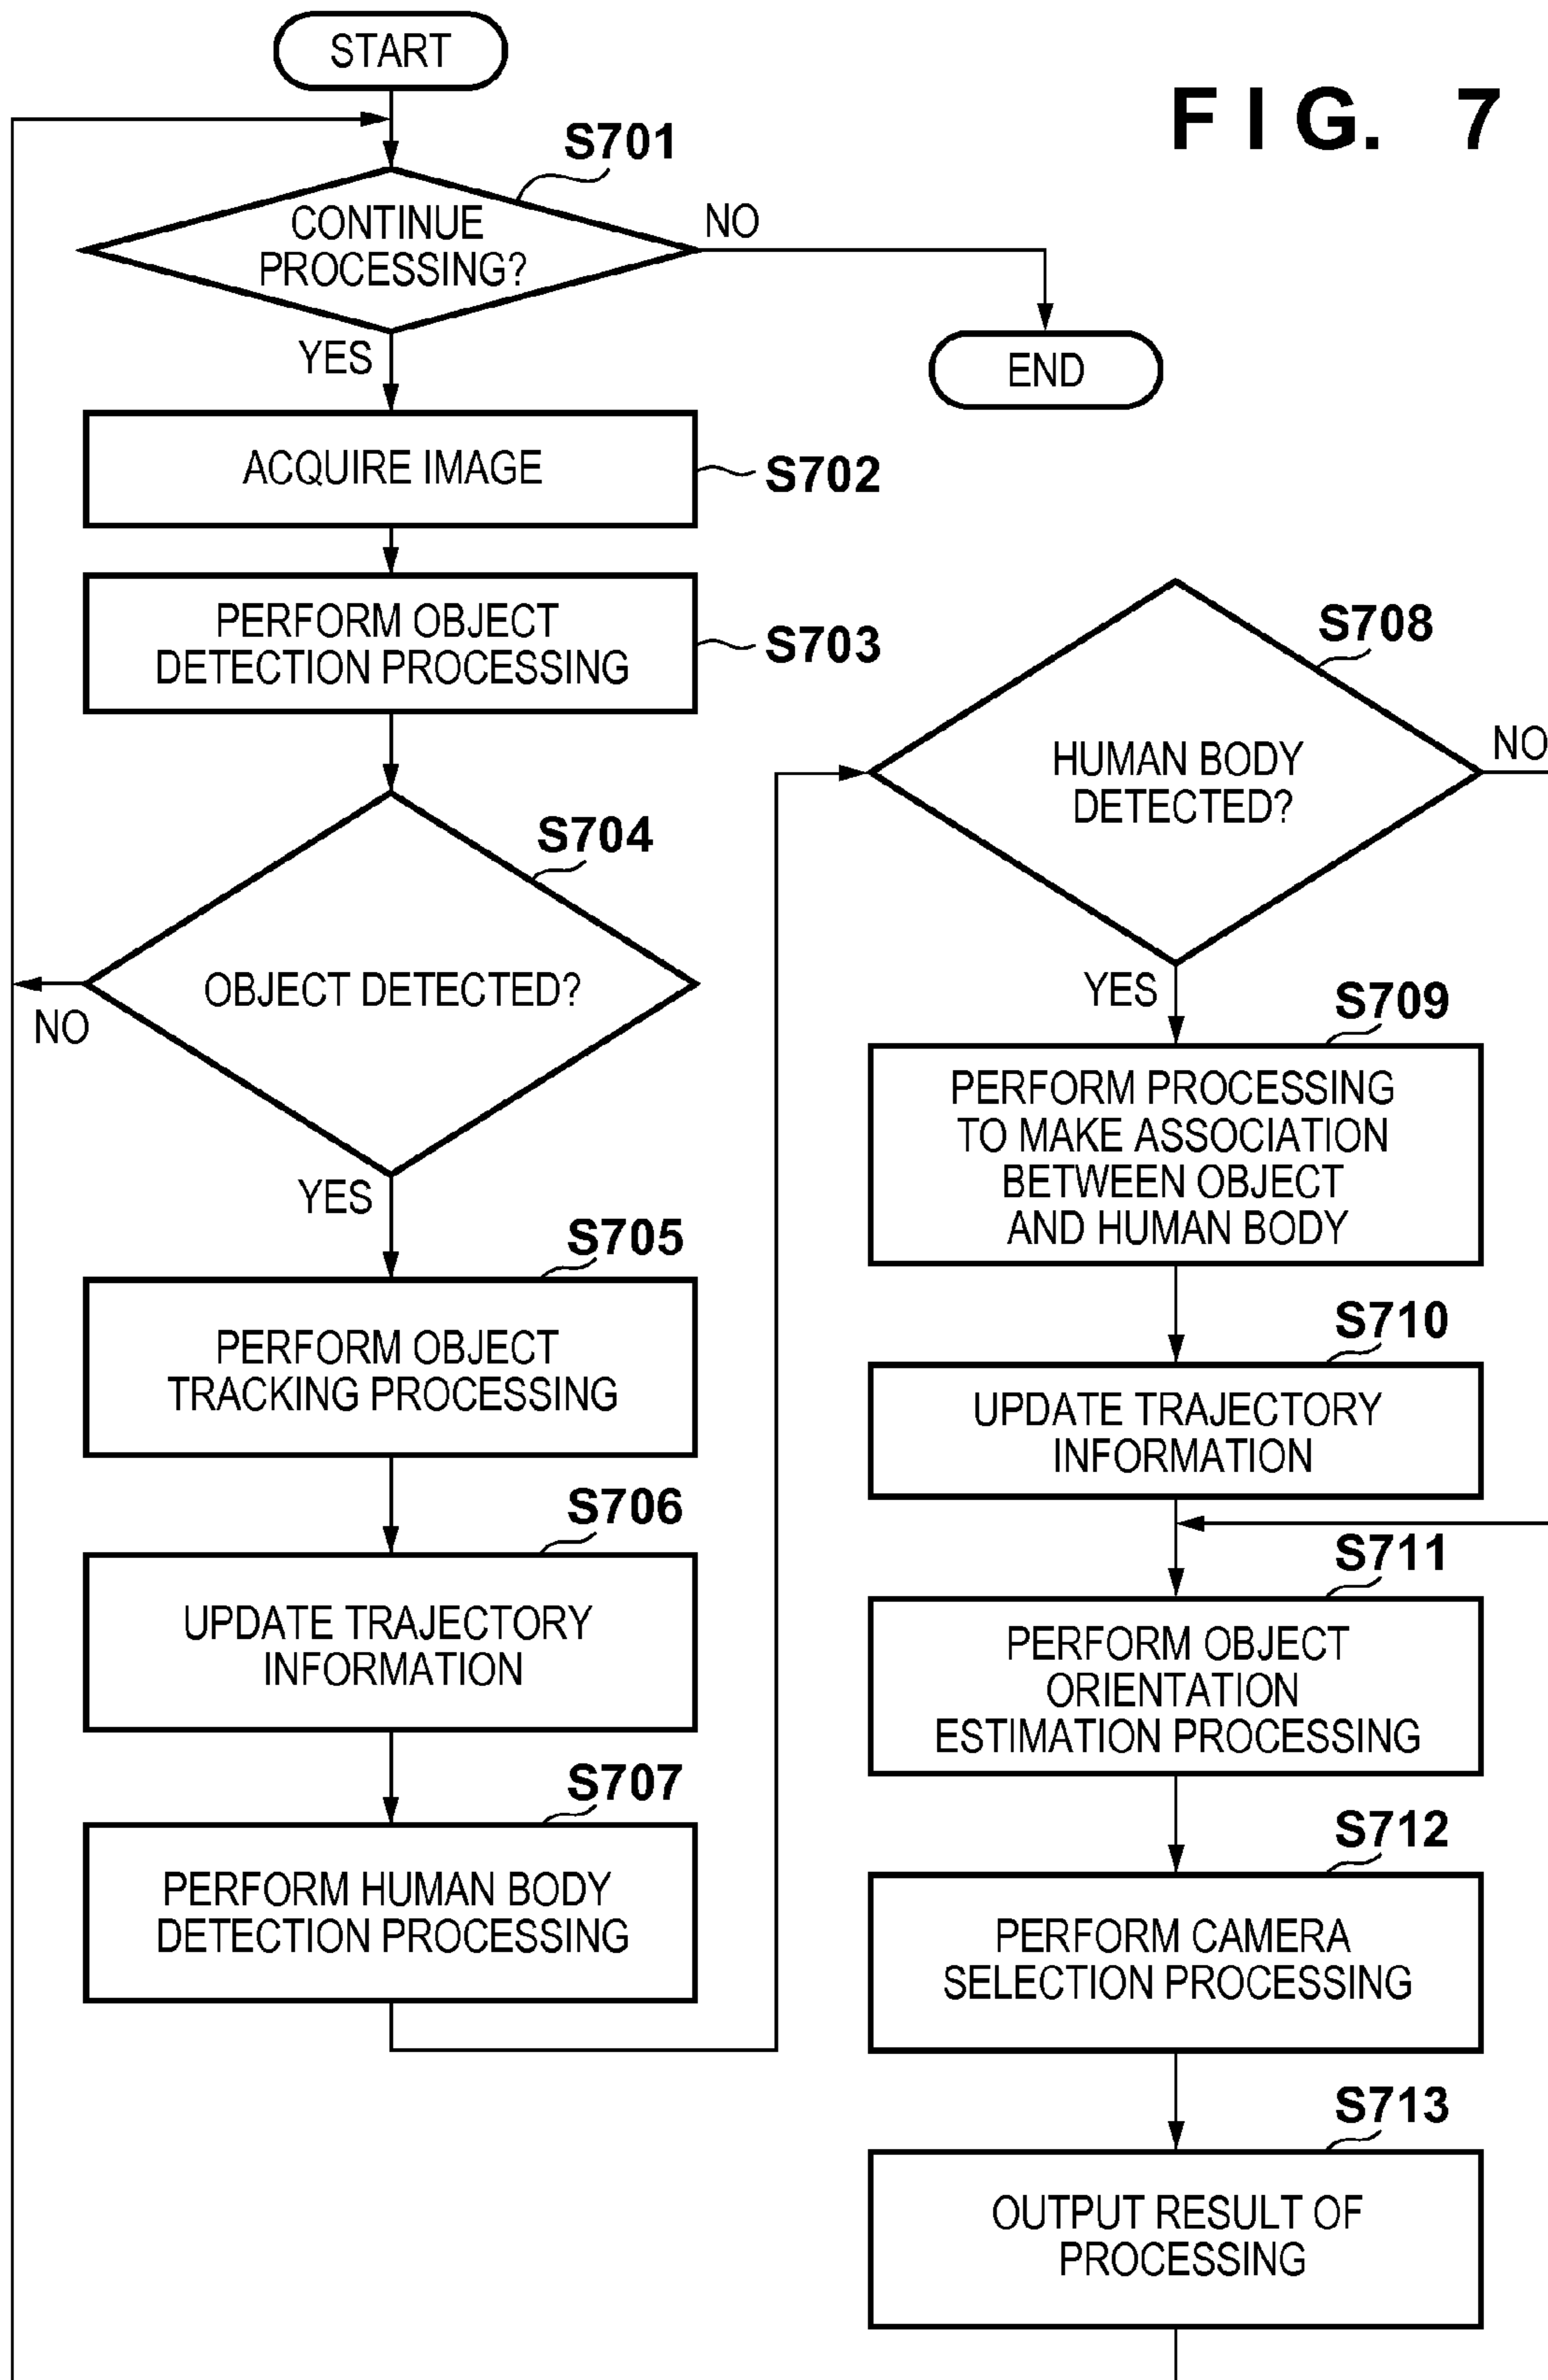 START
FIG. 7
S701
CONTINUE
PROCESSING?
NO
YES
END
ACQUIRE IMAGE
S702
PERFORM OBJECT
DETECTION PROCESSING
S703
S704
OBJECT DETECTED?
NO
YES
S705
PERFORM OBJECT
TRACKING PROCESSING
S706
UPDATE TRAJECTORY
INFORMATION
S707
PERFORM HUMAN BODY
DETECTION PROCESSING
S708
HUMAN BODY
DETECTED?
NO
YES
S709
PERFORM PROCESSING
TO MAKE ASSOCIATION
BETWEEN OBJECT
AND HUMAN BODY
S710
UPDATE TRAJECTORY
INFORMATION
S711
PERFORM OBJECT
ORIENTATION
ESTIMATION PROCESSING
S712
PERFORM CAMERA
SELECTION PROCESSING
S713
OUTPUT RESULT OF
PROCESSING